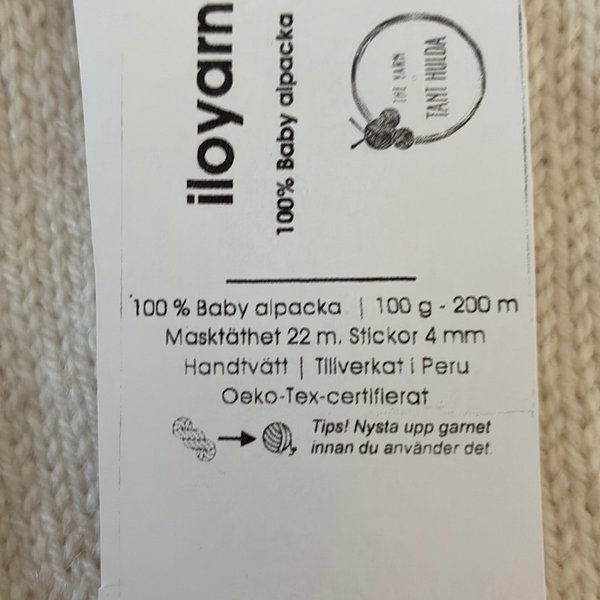 iloyarn
100% Baby alpacka
THE YARN
TANT HULDA
100 % Baby alpacka | 100 g - 200 m
Masktäthet 22 m. Stickor 4 mm
Handtvätt | Tillverkat i Peru
Oeko-Tex-certifierat
Tips! Nysta upp garnet
innan du använder det.